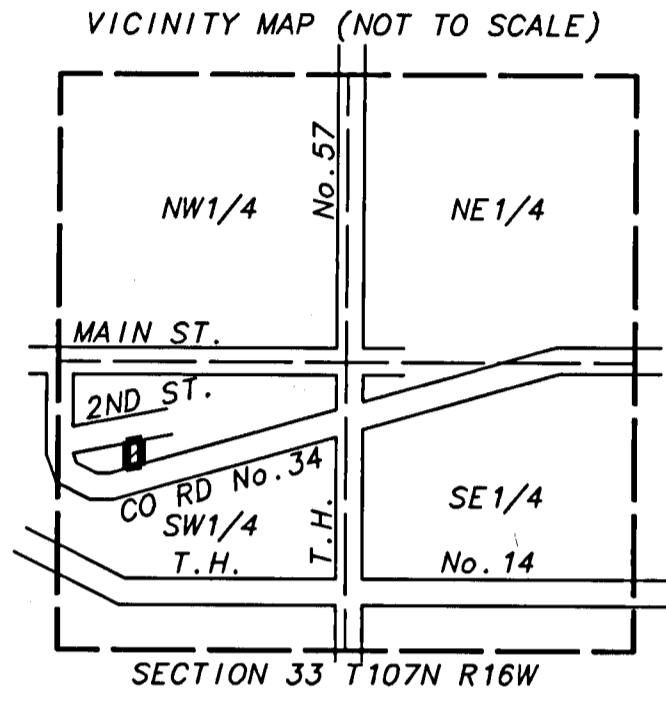 VICINITY MAP (NOT TO SCALE)
No.57
NW1/4
NE1/4
MAIN ST.
2ND ST.
CO RD No.34
SW1/4
SE1/4
T.H.
T.H.
No.14
SECTION 33 T107N R16W